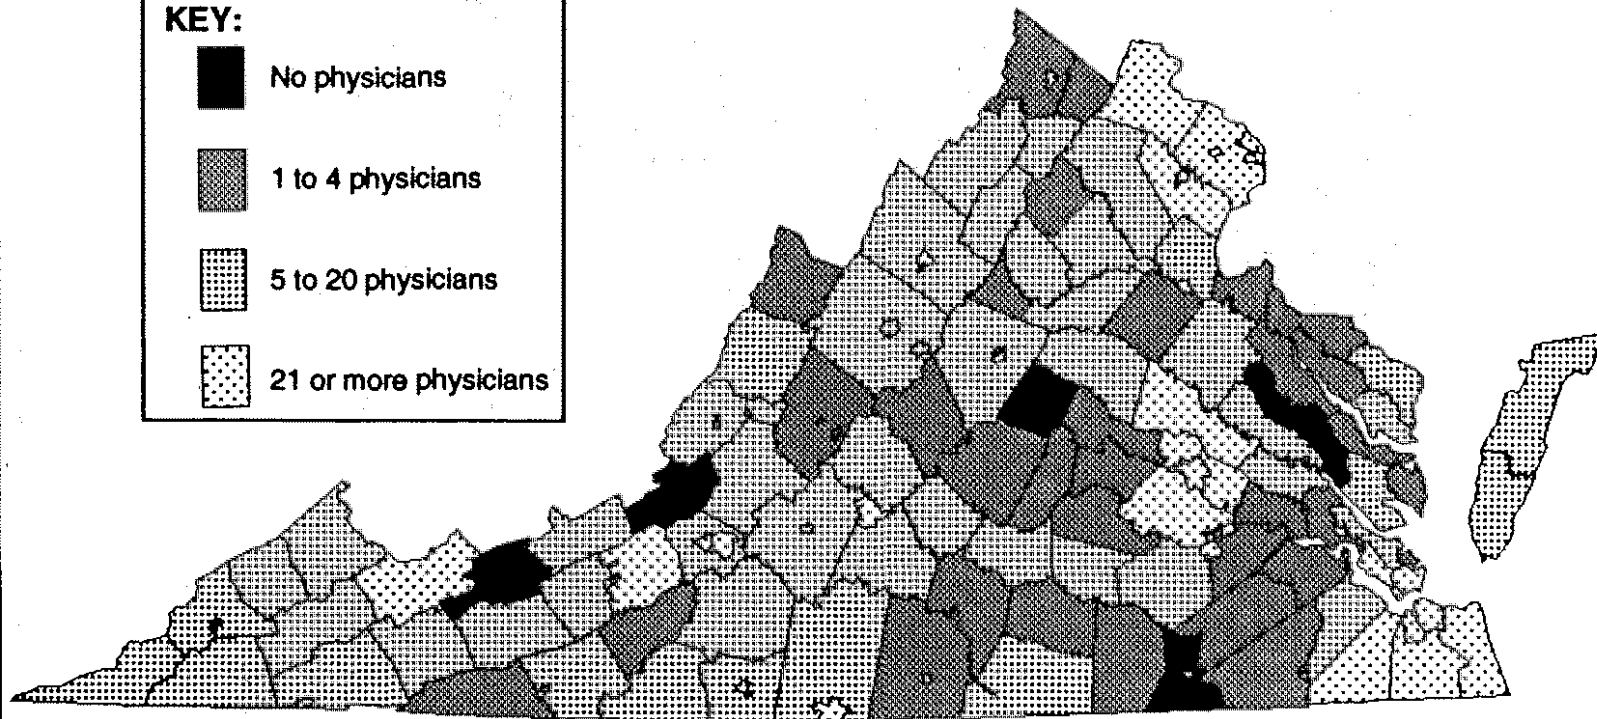 KEY:
No physicians
1 to 4 physicians
5 to 20 physicians
21 or more physicians